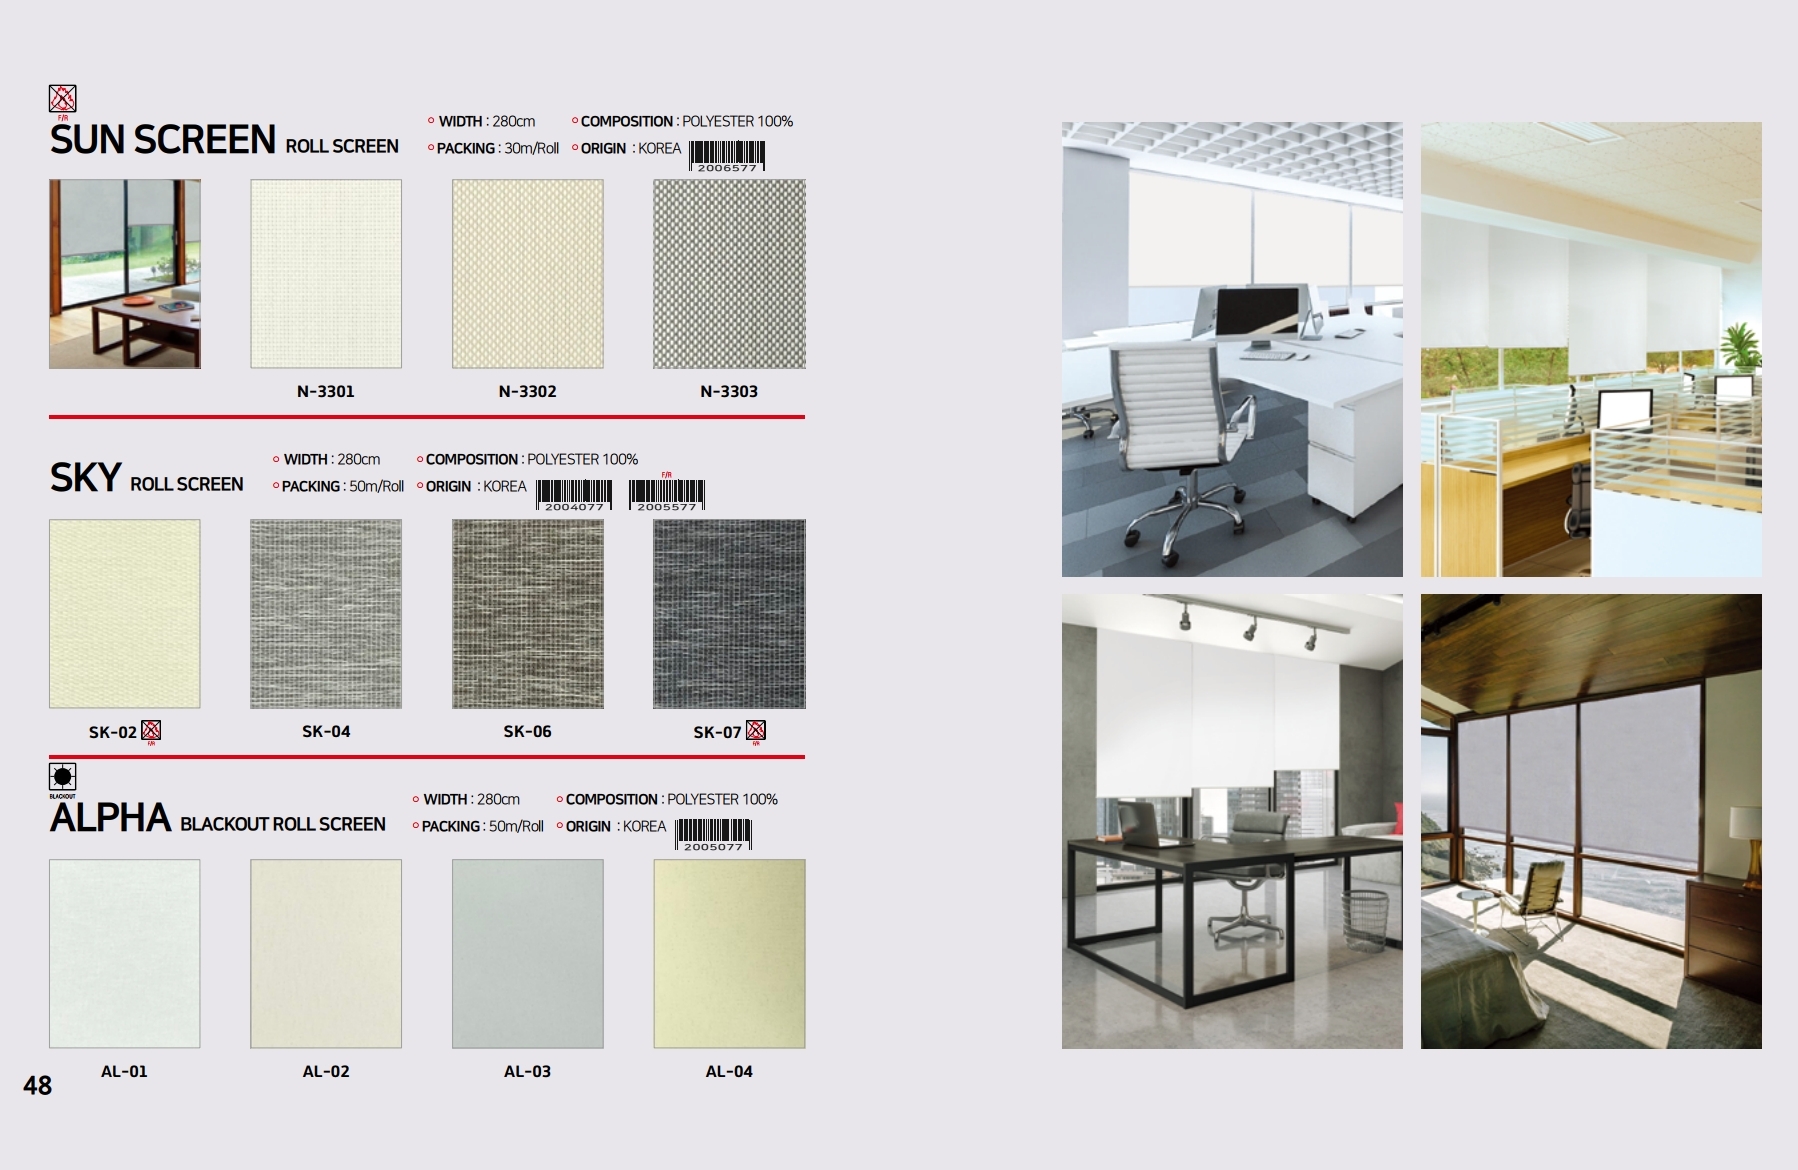 F/R
SUN SCREEN ROLL SCREEN
WIDTH : 280cm
COMPOSITION : POLYESTER 100%
PACKING : 30m/Roll
ORIGIN : KOREA
2006577
N-3301
N-3302
N-3303
SKY ROLL SCREEN
WIDTH : 280cm
COMPOSITION : POLYESTER 100%
PACKING : 50m/Roll
ORIGIN : KOREA
2004077
F/R
2005577
SK-02
F/R
SK-04
SK-06
SK-07
F/R
BLACKOUT
ALPHA BLACKOUT ROLL SCREEN
WIDTH : 280cm
COMPOSITION : POLYESTER 100%
PACKING : 50m/Roll
ORIGIN : KOREA
2005077
AL-01
AL-02
AL-03
AL-04
48